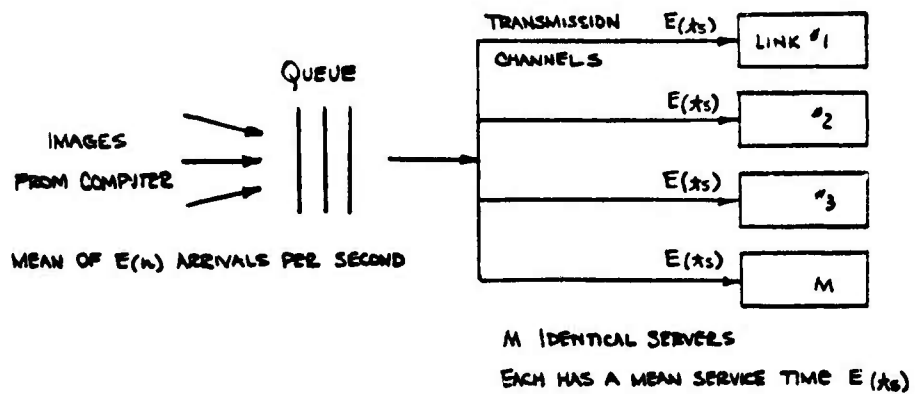 TRANSMISSION
CHANNELS
E(ts)
LINK #1
QUEUE
E(ts)
#2
IMAGES
FROM COMPUTER
E(ts)
#3
MEAN OF E(n) ARRIVALS PER SECOND
E(ts)
M
M IDENTICAL SERVERS
EACH HAS A MEAN SERVICE TIME E(ts)